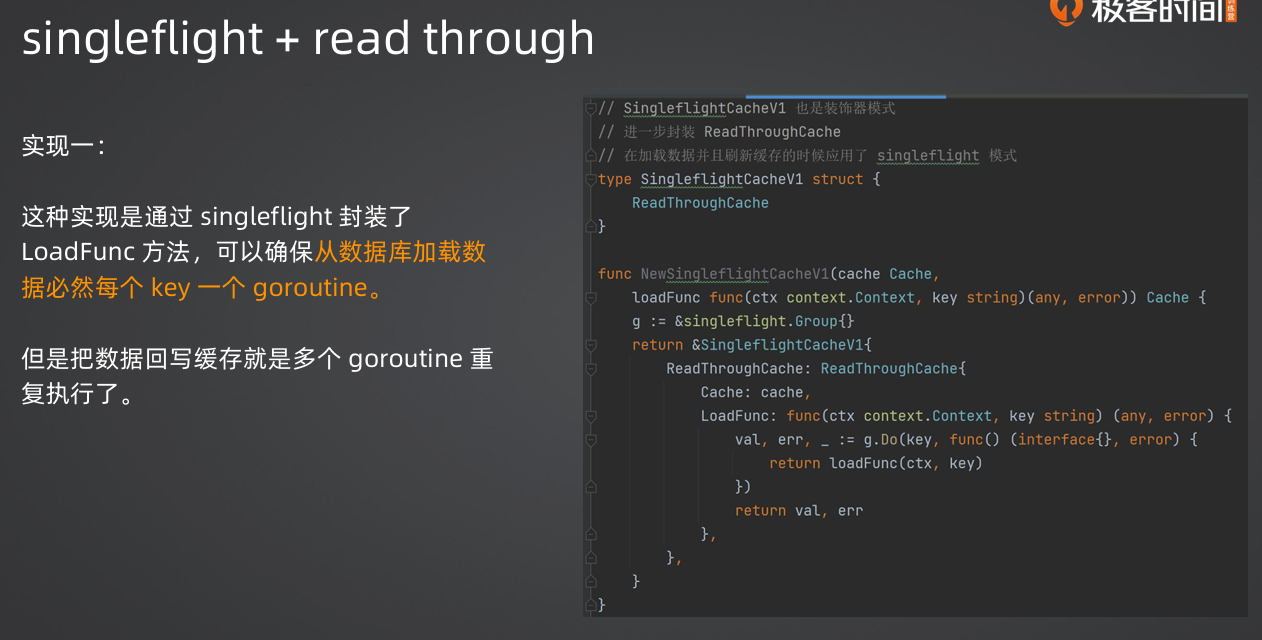 极客时间
训练营
singleflight + read through
实现一：
这种实现是通过 singleflight 封装了
LoadFunc 方法，可以确保从数据库加载数
据必然每个 key 一个 goroutine。
但是把数据回写缓存就是多个 goroutine 重
复执行了。
// SingleflightCacheV1 也是装饰器模式
// 进一步封装 ReadThroughCache
// 在加载数据并且刷新缓存的时候应用了 singleflight 模式
type SingleflightCacheV1 struct {
    ReadThroughCache
}
func NewSingleflightCacheV1(cache Cache,
    loadFunc func(ctx context.Context, key string)(any, error)) Cache {
    g := &singleflight.Group{}
    return &SingleflightCacheV1{
        ReadThroughCache: ReadThroughCache{
            Cache: cache,
            LoadFunc: func(ctx context.Context, key string) (any, error) {
                val, err, _ := g.Do(key, func() (interface{}, error) {
                    return loadFunc(ctx, key)
                })
                return val, err
            },
        },
    }
}